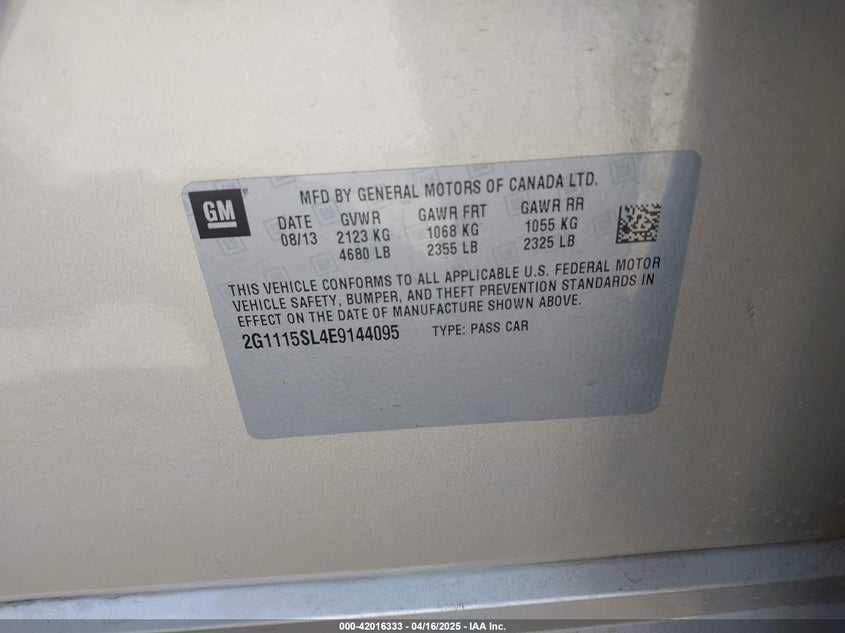 GM
MFD BY GENERAL MOTORS OF CANADA LTD.
DATE GVWR GAWR FRT GAWR RR
08/13 2123 KG 1068 KG 1055 KG
4680 LB 2355 LB 2325 LB
THIS VEHICLE CONFORMS TO ALL APPLICABLE U.S. FEDERAL MOTOR
VEHICLE SAFETY, BUMPER, AND THEFT PREVENTION STANDARDS IN
EFFECT ON THE DATE OF MANUFACTURE SHOWN ABOVE.
2G1115SL4E9144095 TYPE: PASS CAR
000-42016333 - 04/16/2025 - IAA Inc.